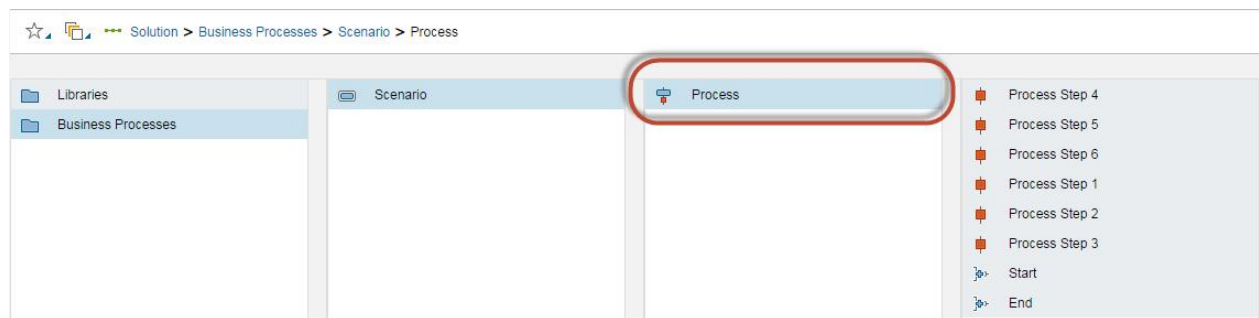 Solution > Business Processes > Scenario > Process
Libraries
Business Processes
Scenario
Process
Process Step 4
Process Step 5
Process Step 6
Process Step 1
Process Step 2
Process Step 3
Start
End